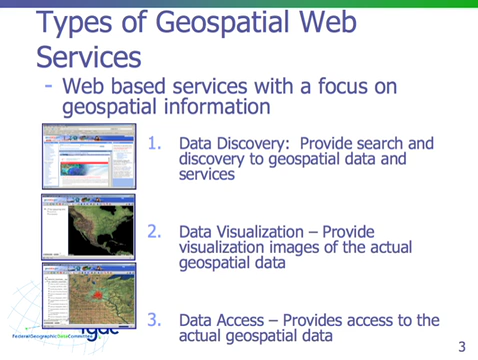 Types of Geospatial Web
Services
- Web based services with a focus on
geospatial information
1. Data Discovery: Provide search and
discovery to geospatial data and
services
2. Data Visualization – Provide
visualization images of the actual
geospatial data
3. Data Access – Provides access to the
actual geospatial data
FederalGeographicDataCommittee
3